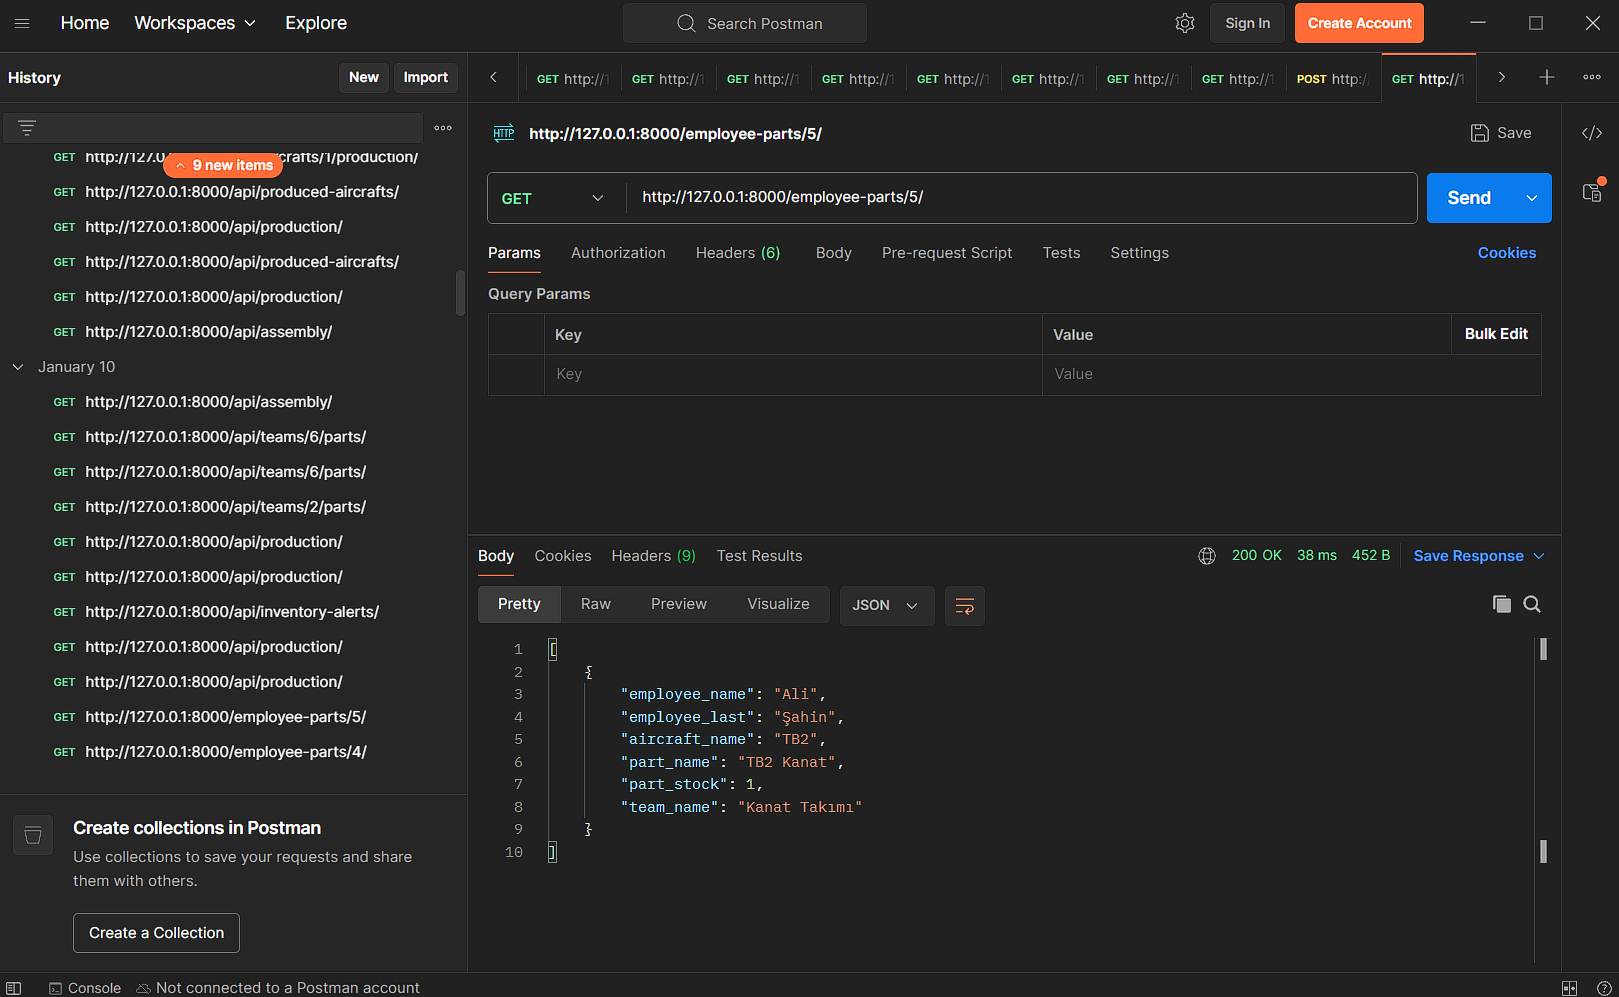 Home Workspaces Explore Search Postman Sign In Create Account
History New Import
GET http://1 GET http://1 GET http://1 GET http://1 GET http://1 GET http://1 GET http://1 GET http://1 POST http:/ GET http://1
9 new items
GET http://127.0 crafts/1/production/
GET http://127.0.0.1:8000/api/produced-aircrafts/
GET http://127.0.0.1:8000/api/production/
GET http://127.0.0.1:8000/api/produced-aircrafts/
GET http://127.0.0.1:8000/api/production/
GET http://127.0.0.1:8000/api/assembly/
January 10
GET http://127.0.0.1:8000/api/assembly/
GET http://127.0.0.1:8000/api/teams/6/parts/
GET http://127.0.0.1:8000/api/teams/6/parts/
GET http://127.0.0.1:8000/api/teams/2/parts/
GET http://127.0.0.1:8000/api/production/
GET http://127.0.0.1:8000/api/production/
GET http://127.0.0.1:8000/api/inventory-alerts/
GET http://127.0.0.1:8000/api/production/
GET http://127.0.0.1:8000/api/production/
GET http://127.0.0.1:8000/employee-parts/5/
GET http://127.0.0.1:8000/employee-parts/4/
Create collections in Postman
Use collections to save your requests and share
them with others.
Create a Collection
HTTP http://127.0.0.1:8000/employee-parts/5/ Save
GET http://127.0.0.1:8000/employee-parts/5/ Send
Params Authorization Headers (6) Body Pre-request Script Tests Settings Cookies
Query Params
Key Value Bulk Edit
Key Value
Body Cookies Headers (9) Test Results 200 OK 38 ms 452 B Save Response
Pretty Raw Preview Visualize JSON
1 [
2 {
3 "employee_name": "Ali",
4 "employee_last": "Şahin",
5 "aircraft_name": "TB2",
6 "part_name": "TB2 Kanat",
7 "part_stock": 1,
8 "team_name": "Kanat Takımı"
9 }
10 ]
Console Not connected to a Postman account